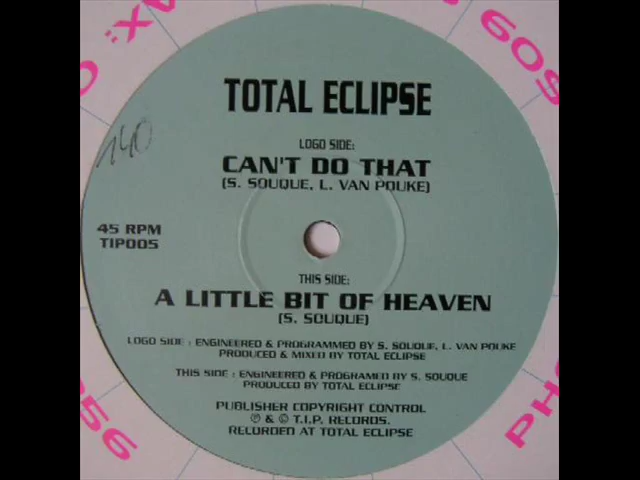 TOTAL ECLIPSE
LOGO SIDE:
CAN'T DO THAT
(S. SOUQUE, L. VAN POUKE)
140
45 RPM
TIP005
THIS SIDE:
A LITTLE BIT OF HEAVEN
(S. SOUQUE)
LOGO SIDE : ENGINEERED & PROGRAMMED BY S. SOUQUE, L. VAN POUKE
PRODUCED & MIXED BY TOTAL ECLIPSE
THIS SIDE : ENGINEERED & PROGRAMED BY S. SOUQUE
PRODUCED BY TOTAL ECLIPSE
PUBLISHER COPYRIGHT CONTROL
℗ & © T.I.P. RECORDS.
RECORDED AT TOTAL ECLIPSE